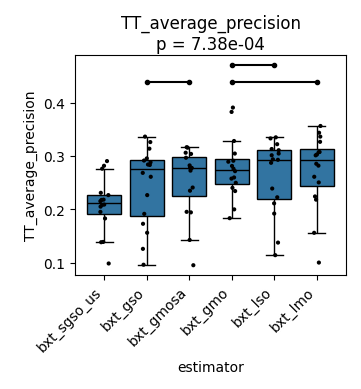 TT_average_precision
p = 7.38e-04
TT_average_precision
0.4
0.3
0.2
0.1
bxt_sgso_us
bxt_gso
bxt_gmosa
bxt_gmo
bxt_lso
bxt_lmo
estimator